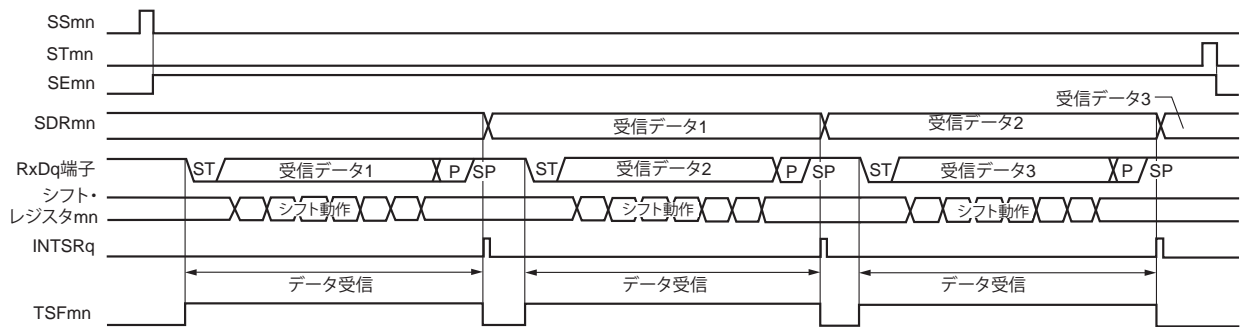 SSmn
STmn
SEmn
受信データ3
SDRmn
受信データ1
受信データ2
RxDq端子
ST
受信データ1
P
SP
ST
受信データ2
P
SP
ST
受信データ3
P
SP
シフト・
レジスタmn
シフト動作
シフト動作
シフト動作
INTSRq
データ受信
データ受信
データ受信
TSFmn